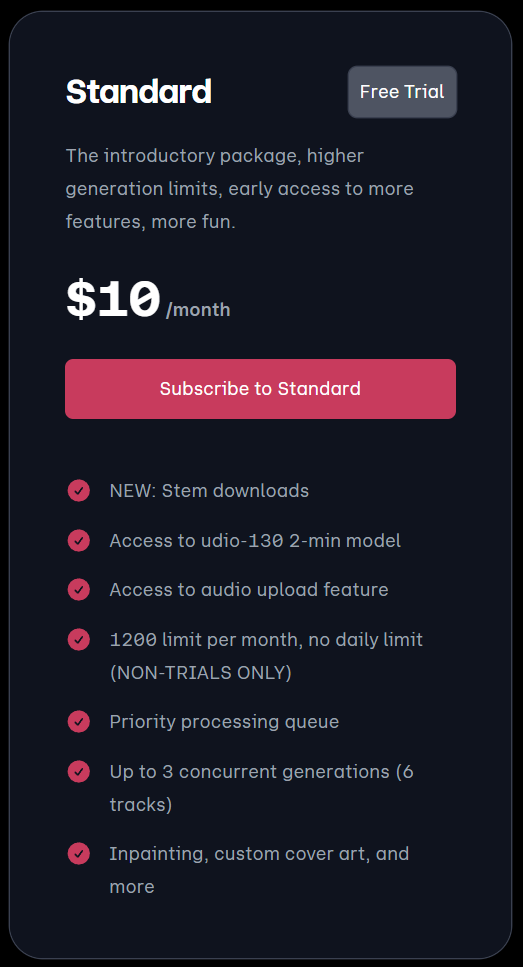 Standard
Free Trial
The introductory package, higher
generation limits, early access to more
features, more fun.
$10 /month
Subscribe to Standard
NEW: Stem downloads
Access to udio-130 2-min model
Access to audio upload feature
1200 limit per month, no daily limit
(NON-TRIALS ONLY)
Priority processing queue
Up to 3 concurrent generations (6
tracks)
Inpainting, custom cover art, and
more